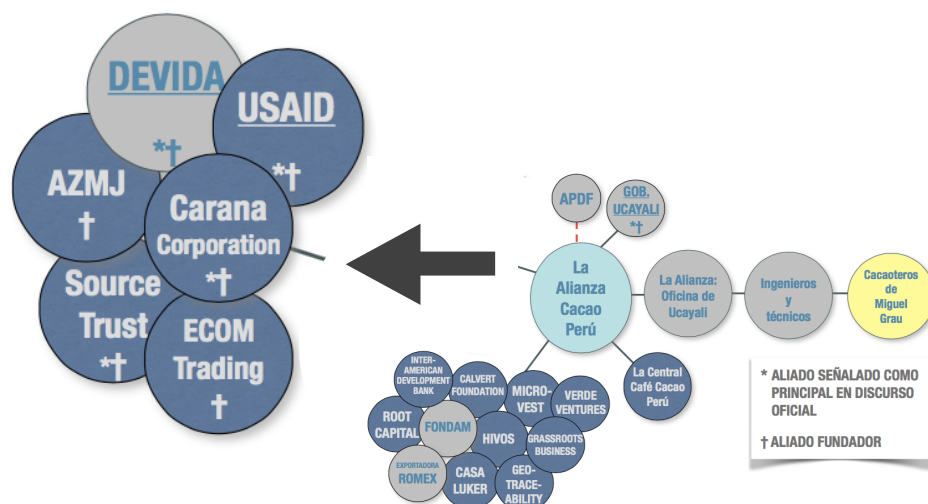 DEVIDA
*†
USAID
*†
AZMJ
†
Carana
Corporation
*†
Source
Trust
*†
ECOM
Trading
†
APDF
GOB.
UCAYALI
*†
La
Alianza
Cacao
Perú
La Alianza:
Oficina de
Ucayali
Ingenieros
y
técnicos
Cacaoteros
de
Miguel
Grau
La Central
Café Cacao
Perú
INTER-
AMERICAN
DEVELOPMENT
BANK
CALVERT
FOUNDATION
MICRO-
VEST
VERDE
VENTURES
ROOT
CAPITAL
FONDAM
HIVOS
GRASSROOTS
BUSINESS
EXPORTADORA
ROMEX
CASA
LUKER
GEO-
TRACE-
ABILITY
* ALIADO SEÑALADO COMO
PRINCIPAL EN DISCURSO
OFICIAL
† ALIADO FUNDADOR